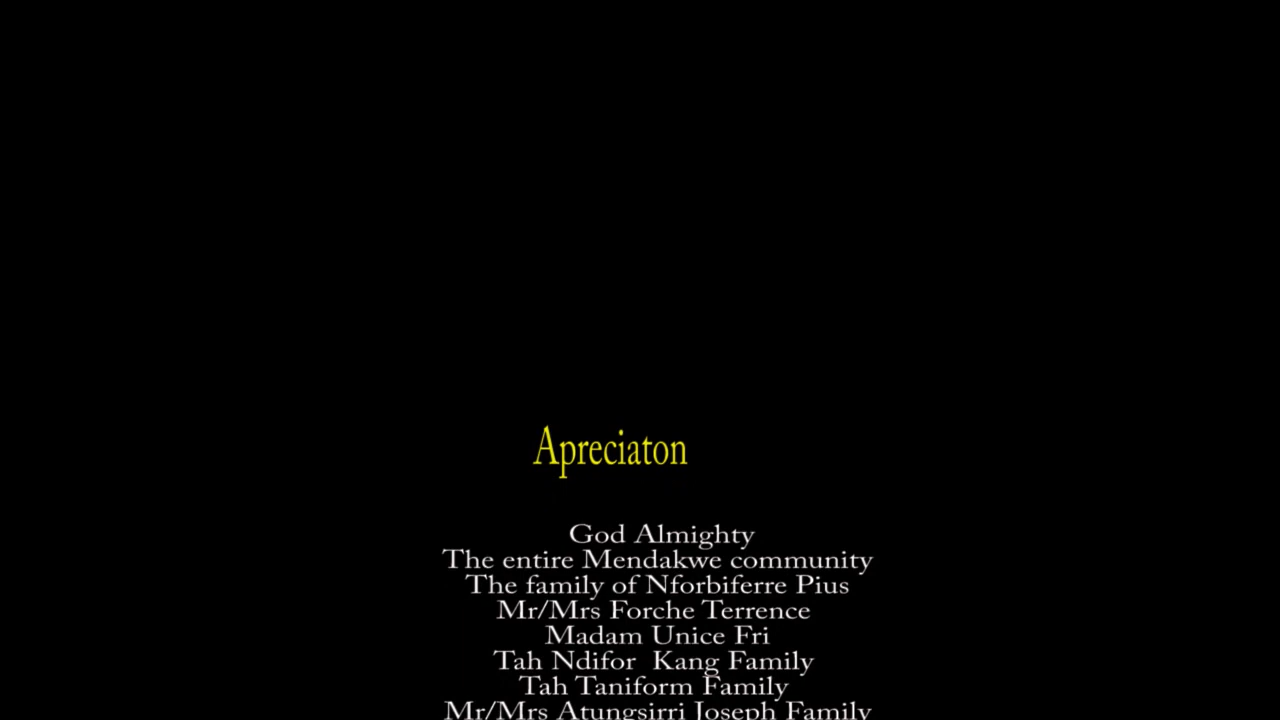 Apreciaton
God Almighty
The entire Mendakwe community
The family of Nforbiferre Pius
Mr/Mrs Forche Terrence
Madam Unice Fri
Tah Ndifor Kang Family
Tah Taniform Family
Mr/Mrs Atungsirri Joseph Family